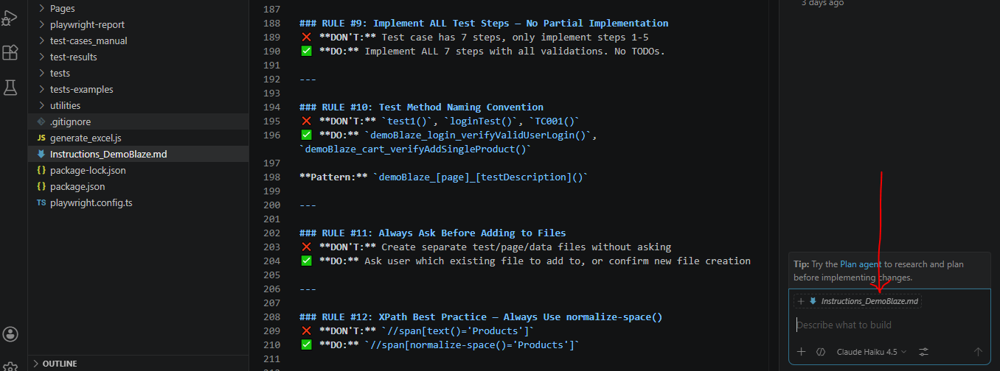 Pages
playwright-report
test-cases_manual
test-results
tests
tests-examples
utilities
.gitignore
JS generate_excel.js
Instructions_DemoBlaze.md
{} package-lock.json
{} package.json
TS playwright.config.ts
OUTLINE
187
188 ### RULE #9: Implement ALL Test Steps — No Partial Implementation
189 ❌ **DON'T:** Test case has 7 steps, only implement steps 1-5
190 ✅ **DO:** Implement ALL 7 steps with all validations. No TODOs.
191
192 ---
193
194 ### RULE #10: Test Method Naming Convention
195 ❌ **DON'T:** `test1()`, `loginTest()`, `TC001()`
196 ✅ **DO:** `demoBlaze_login_verifyValidUserLogin()`,
`demoBlaze_cart_verifyAddSingleProduct()`
197
198 **Pattern:** `demoBlaze_[page]_[testDescription]()`
199
200 ---
201
202 ### RULE #11: Always Ask Before Adding to Files
203 ❌ **DON'T:** Create separate test/page/data files without asking
204 ✅ **DO:** Ask user which existing file to add to, or confirm new file creation
205
206 ---
207
208 ### RULE #12: XPath Best Practice — Always Use normalize-space()
209 ❌ **DON'T:** `//span[text()='Products']`
210 ✅ **DO:** `//span[normalize-space()='Products']`
211
3 days ago
Tip: Try the Plan agent to research and plan
before implementing changes.
Instructions_DemoBlaze.md
Describe what to build
Claude Haiku 4.5